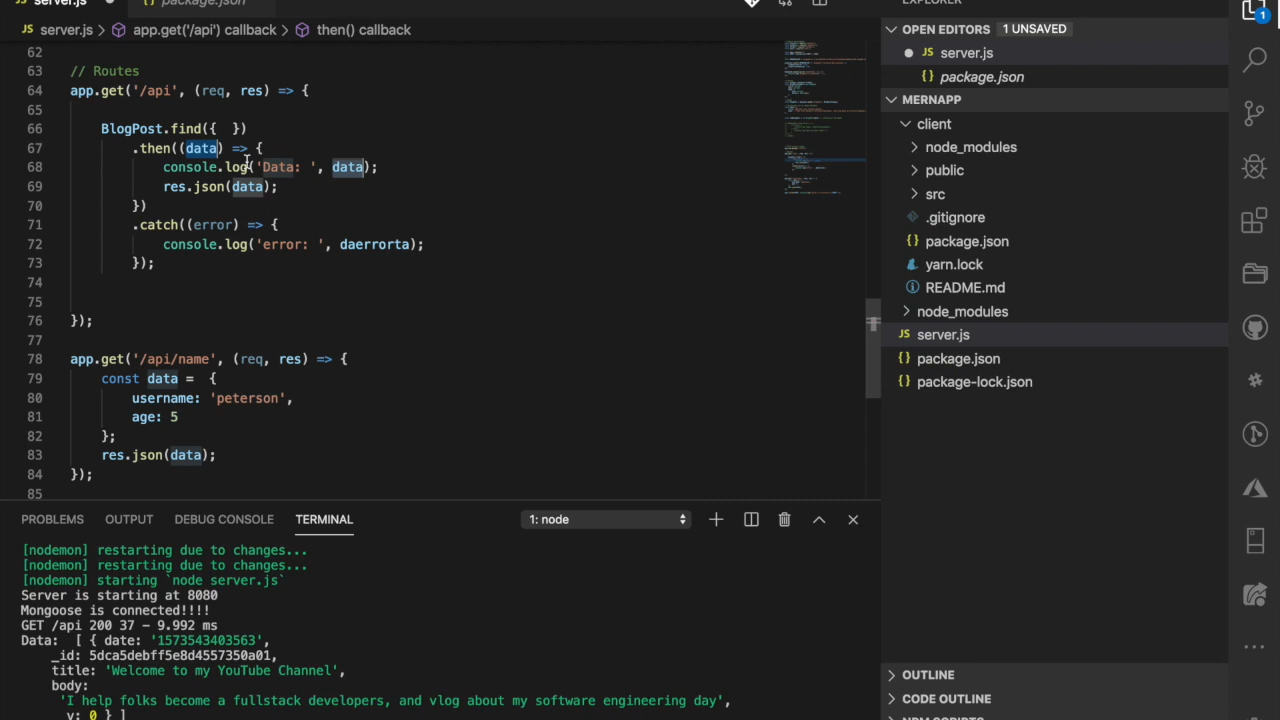 server.js
package.json
EXPLORER
server.js > app.get('/api') callback > then() callback
OPEN EDITORS 1 UNSAVED
1
62
63 // Routes
64 app.get('/api', (req, res) => {
65
66 BlogPost.find({  })
67 .then((data) => {
68 console.log('Data: ', data);
69 res.json(data);
70 })
71 .catch((error) => {
72 console.log('error: ', daerrorta);
73 });
74
75
76 });
77
78 app.get('/api/name', (req, res) => {
79 const data =  {
80 username: 'peterson',
81 age: 5
82 };
83 res.json(data);
84 });
85
JS server.js
{} package.json
MERNAPP
client
node_modules
public
src
.gitignore
{} package.json
yarn.lock
README.md
node_modules
JS server.js
{} package.json
{} package-lock.json
PROBLEMS OUTPUT DEBUG CONSOLE TERMINAL 1: node
[nodemon] restarting due to changes...
[nodemon] restarting due to changes...
[nodemon] starting `node server.js`
Server is starting at 8080
Mongoose is connected!!!!
GET /api 200 37 - 9.992 ms
Data:  [ { date: '1573543403563',
_id: 5dca5debff5e8d4557350a01,
title: 'Welcome to my YouTube Channel',
body:
'I help folks become a fullstack developers, and vlog about my software engineering day',
v: 0 } ]
OUTLINE
CODE OUTLINE
NPM SCRIPTS